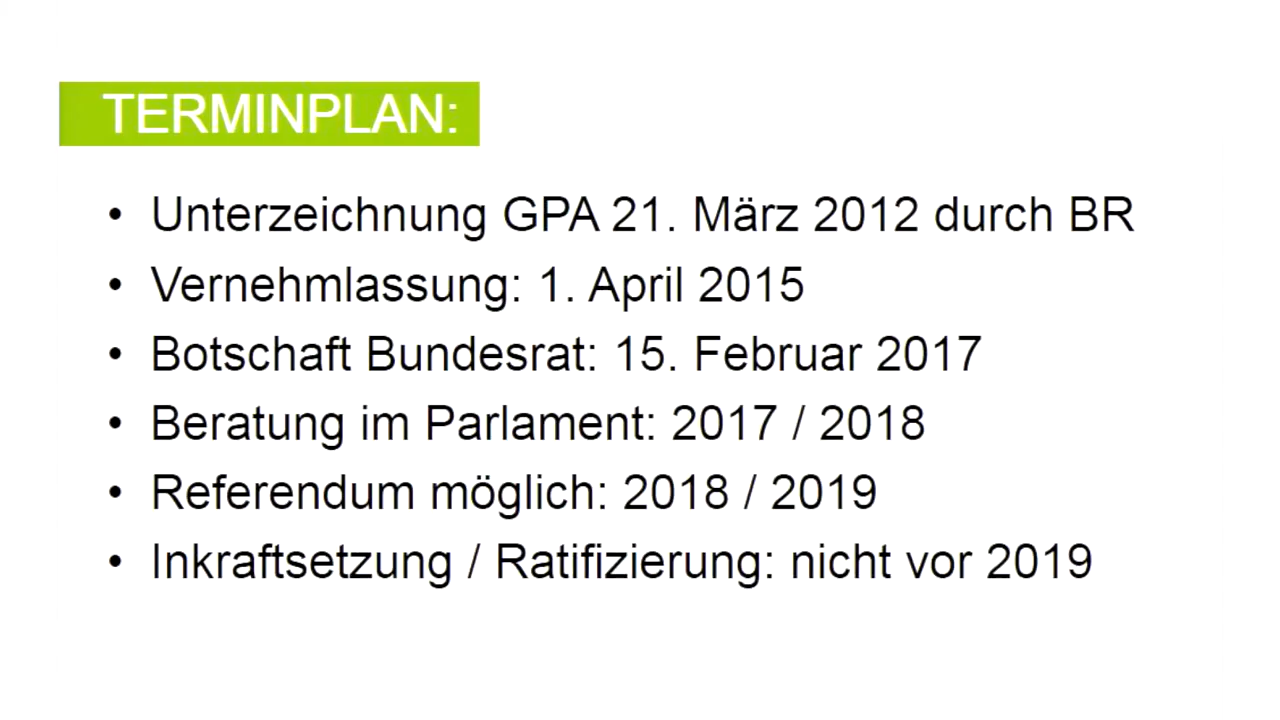 TERMINPLAN:
• Unterzeichnung GPA 21. März 2012 durch BR
• Vernehmlassung: 1. April 2015
• Botschaft Bundesrat: 15. Februar 2017
• Beratung im Parlament: 2017 / 2018
• Referendum möglich: 2018 / 2019
• Inkraftsetzung / Ratifizierung: nicht vor 2019